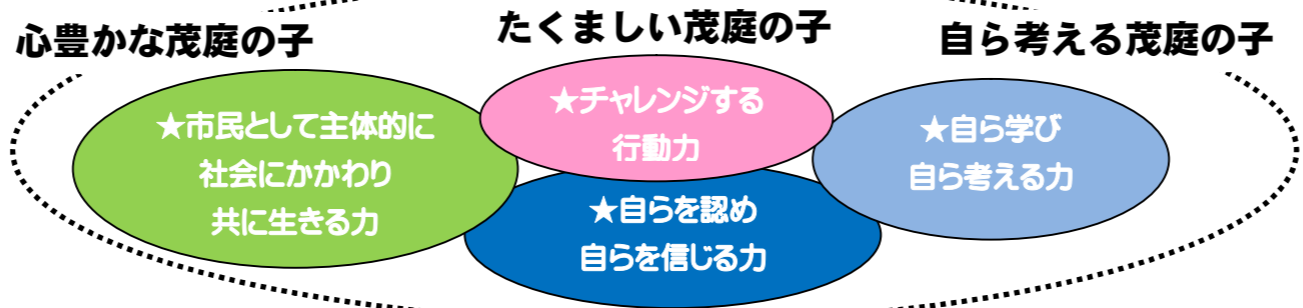 心豊かな茂庭の子
たくましい茂庭の子
自ら考える茂庭の子
★市民として主体的に
社会にかかわり
共に生きる力
★チャレンジする
行動力
★自らを認め
自らを信じる力
★自ら学び
自ら考える力